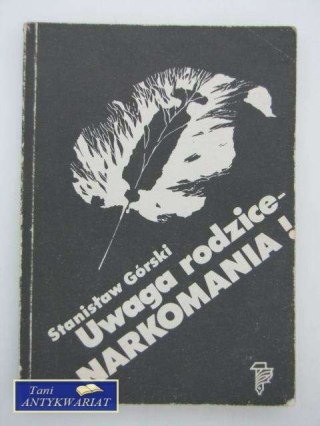 Stanisław Górski
Uwaga rodzice-
NARKOMANIA!
Tani
ANTYKWARIAT